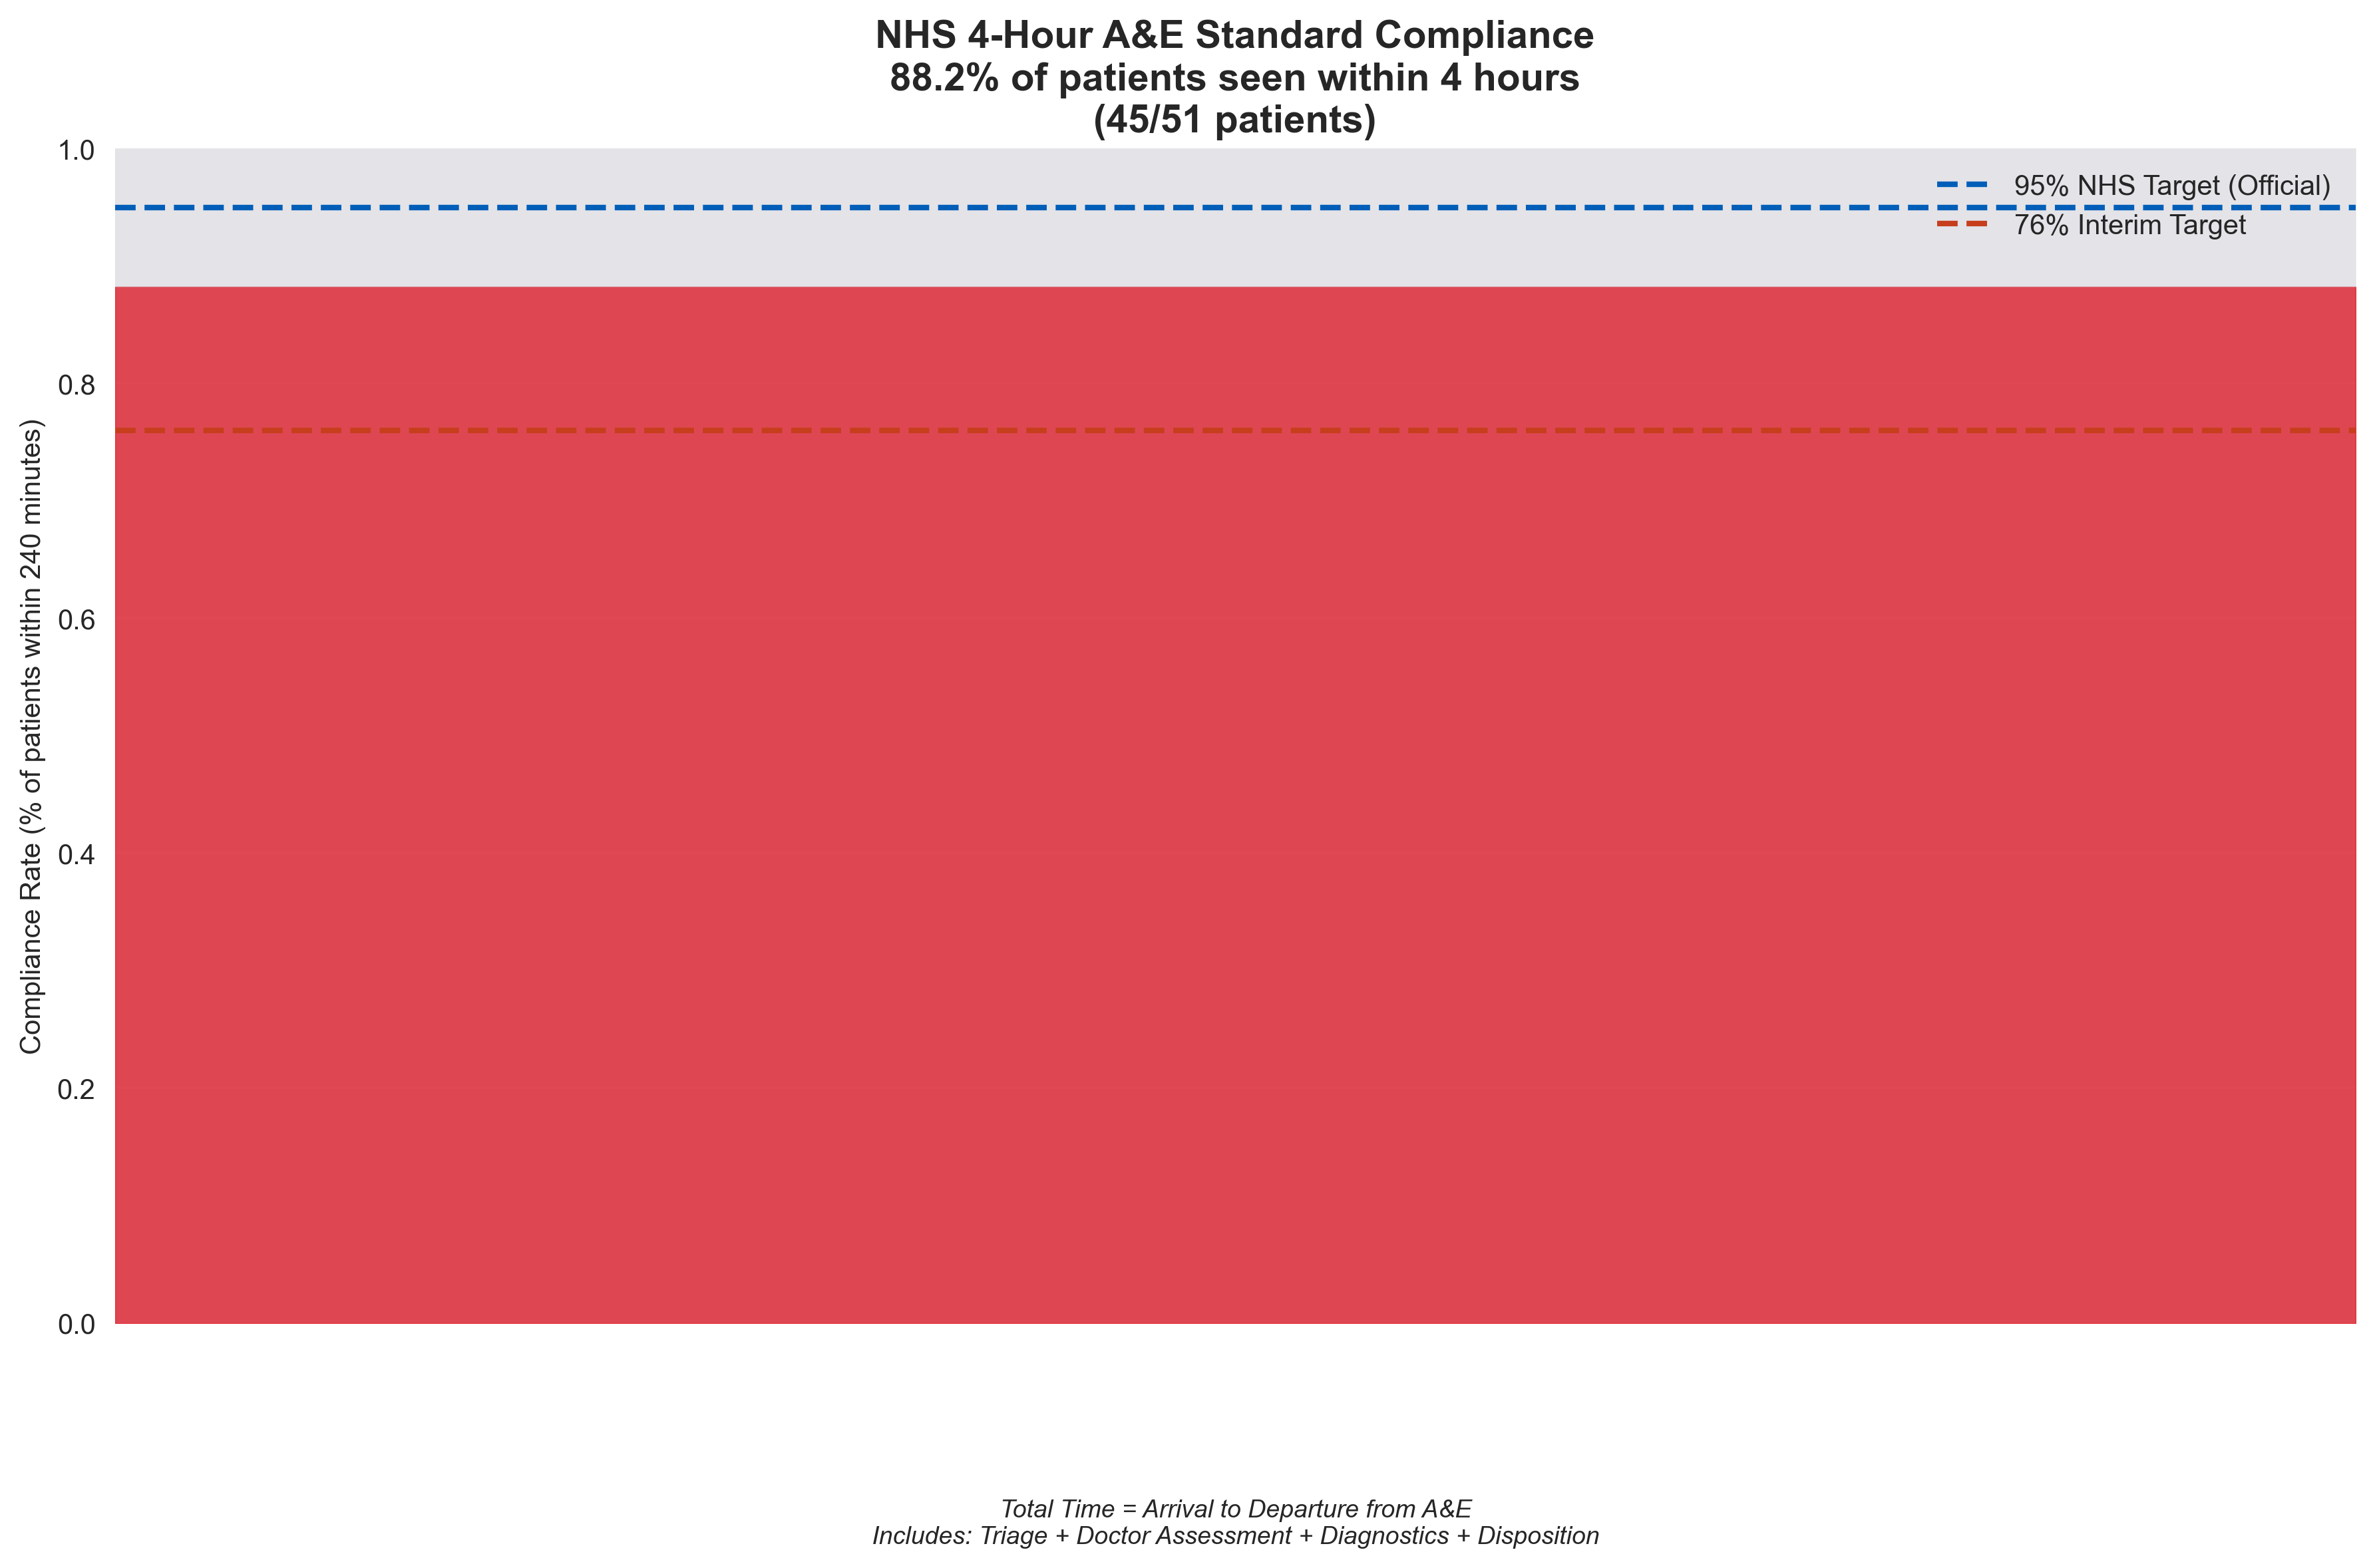 NHS 4-Hour A&E Standard Compliance
88.2% of patients seen within 4 hours
(45/51 patients)
1.0
0.8
0.6
0.4
0.2
0.0
Compliance Rate (% of patients within 240 minutes)
95% NHS Target (Official)
76% Interim Target
Total Time = Arrival to Departure from A&E
Includes: Triage + Doctor Assessment + Diagnostics + Disposition